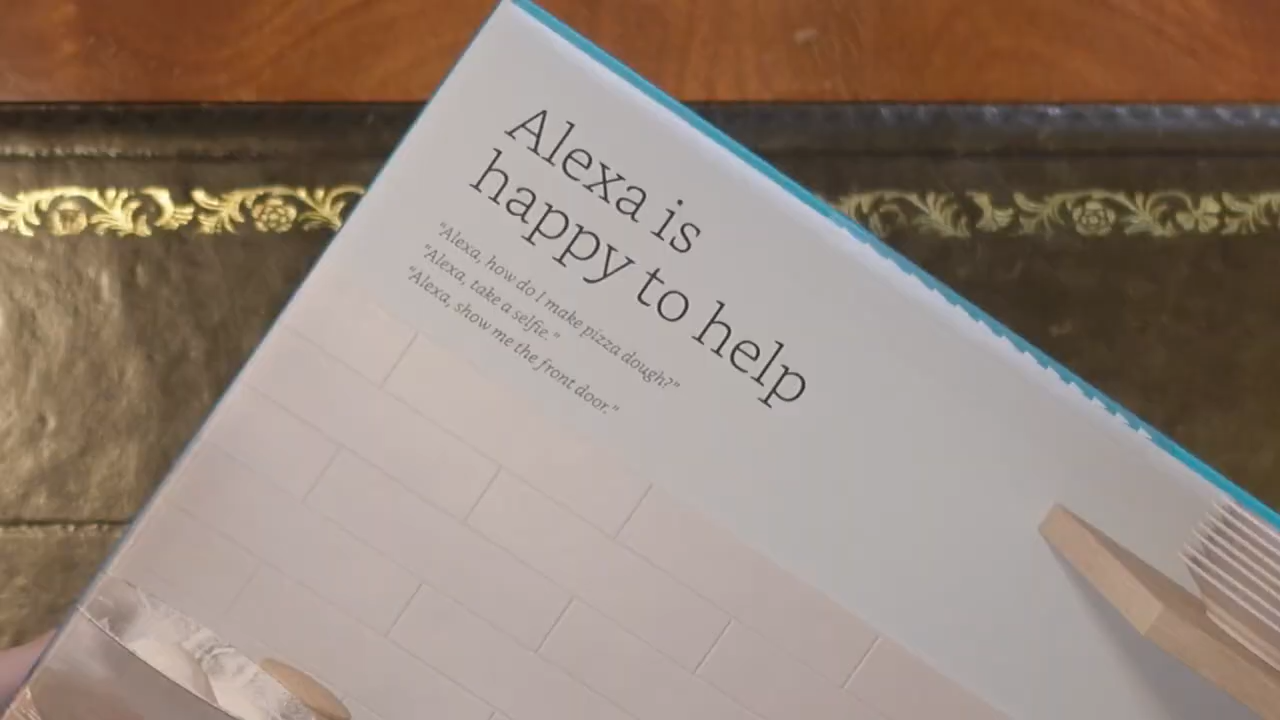 Alexa is
happy to help
“Alexa, how do I make pizza dough?”
“Alexa, take a selfie.”
“Alexa, show me the front door.”